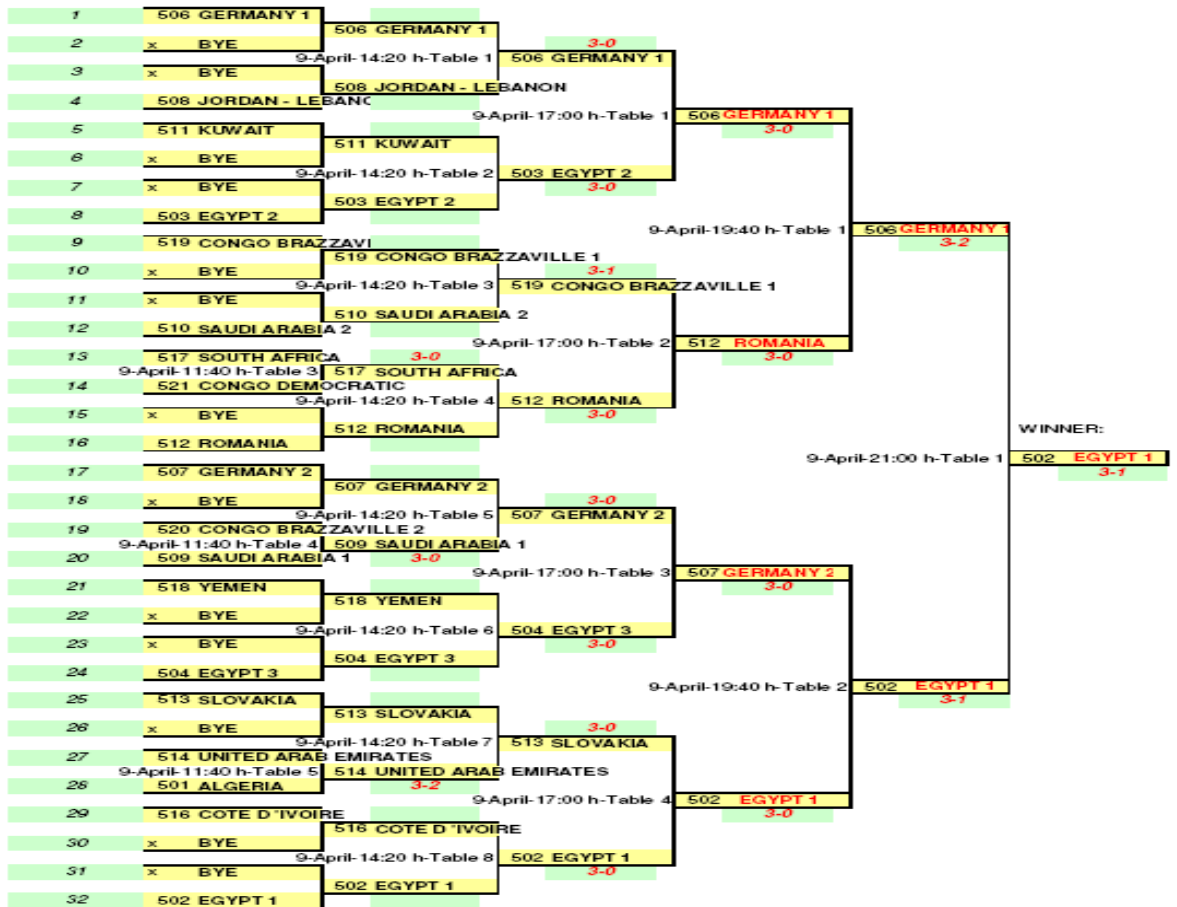 1 506 GERMANY 1
506 GERMANY 1
2 x BYE 3-0
9-April-14:20 h-Table 1 506 GERMANY 1
3 x BYE
508 JORDAN - LEBANON
4 508 JORDAN - LEBANC
9-April-17:00 h-Table 1 506 GERMANY 1
5 511 KUWAIT 3-0
511 KUWAIT
6 x BYE
9-April-14:20 h-Table 2 503 EGYPT 2
7 x BYE 3-0
503 EGYPT 2
8 503 EGYPT 2
9-April-19:40 h-Table 1 506 GERMANY 1
9 519 CONGO BRAZZAVI 3-2
519 CONGO BRAZZAVILLE 1
10 x BYE 3-1
9-April-14:20 h-Table 3 519 CONGO BRAZZAVILLE 1
11 x BYE
510 SAUDI ARABIA 2
12 510 SAUDI ARABIA 2
9-April-17:00 h-Table 2 512 ROMANIA
13 517 SOUTH AFRICA 3-0 3-0
9-April-11:40 h-Table 3 517 SOUTH AFRICA
14 521 CONGO DEMOCRATIC
9-April-14:20 h-Table 4 512 ROMANIA
15 x BYE 3-0
512 ROMANIA
16 512 ROMANIA
WINNER:
9-April-21:00 h-Table 1 502 EGYPT 1
17 507 GERMANY 2 3-1
507 GERMANY 2
18 x BYE 3-0
9-April-14:20 h-Table 5 507 GERMANY 2
19 520 CONGO BRAZZAVILLE 2
9-April-11:40 h-Table 4 509 SAUDI ARABIA 1
20 509 SAUDI ARABIA 1 3-0
9-April-17:00 h-Table 3 507 GERMANY 2
21 518 YEMEN 3-0
518 YEMEN
22 x BYE
9-April-14:20 h-Table 6 504 EGYPT 3
23 x BYE 3-0
504 EGYPT 3
24 504 EGYPT 3
9-April-19:40 h-Table 2 502 EGYPT 1
25 513 SLOVAKIA 3-1
513 SLOVAKIA
26 x BYE 3-0
9-April-14:20 h-Table 7 513 SLOVAKIA
27 514 UNITED ARAB EMIRATES
9-April-11:40 h-Table 5 514 UNITED ARAB EMIRATES
28 501 ALGERIA 3-2
9-April-17:00 h-Table 4 502 EGYPT 1
29 516 COTE D 'IVOIRE 3-0
516 COTE D 'IVOIRE
30 x BYE
9-April-14:20 h-Table 8 502 EGYPT 1
31 x BYE 3-0
502 EGYPT 1
32 502 EGYPT 1